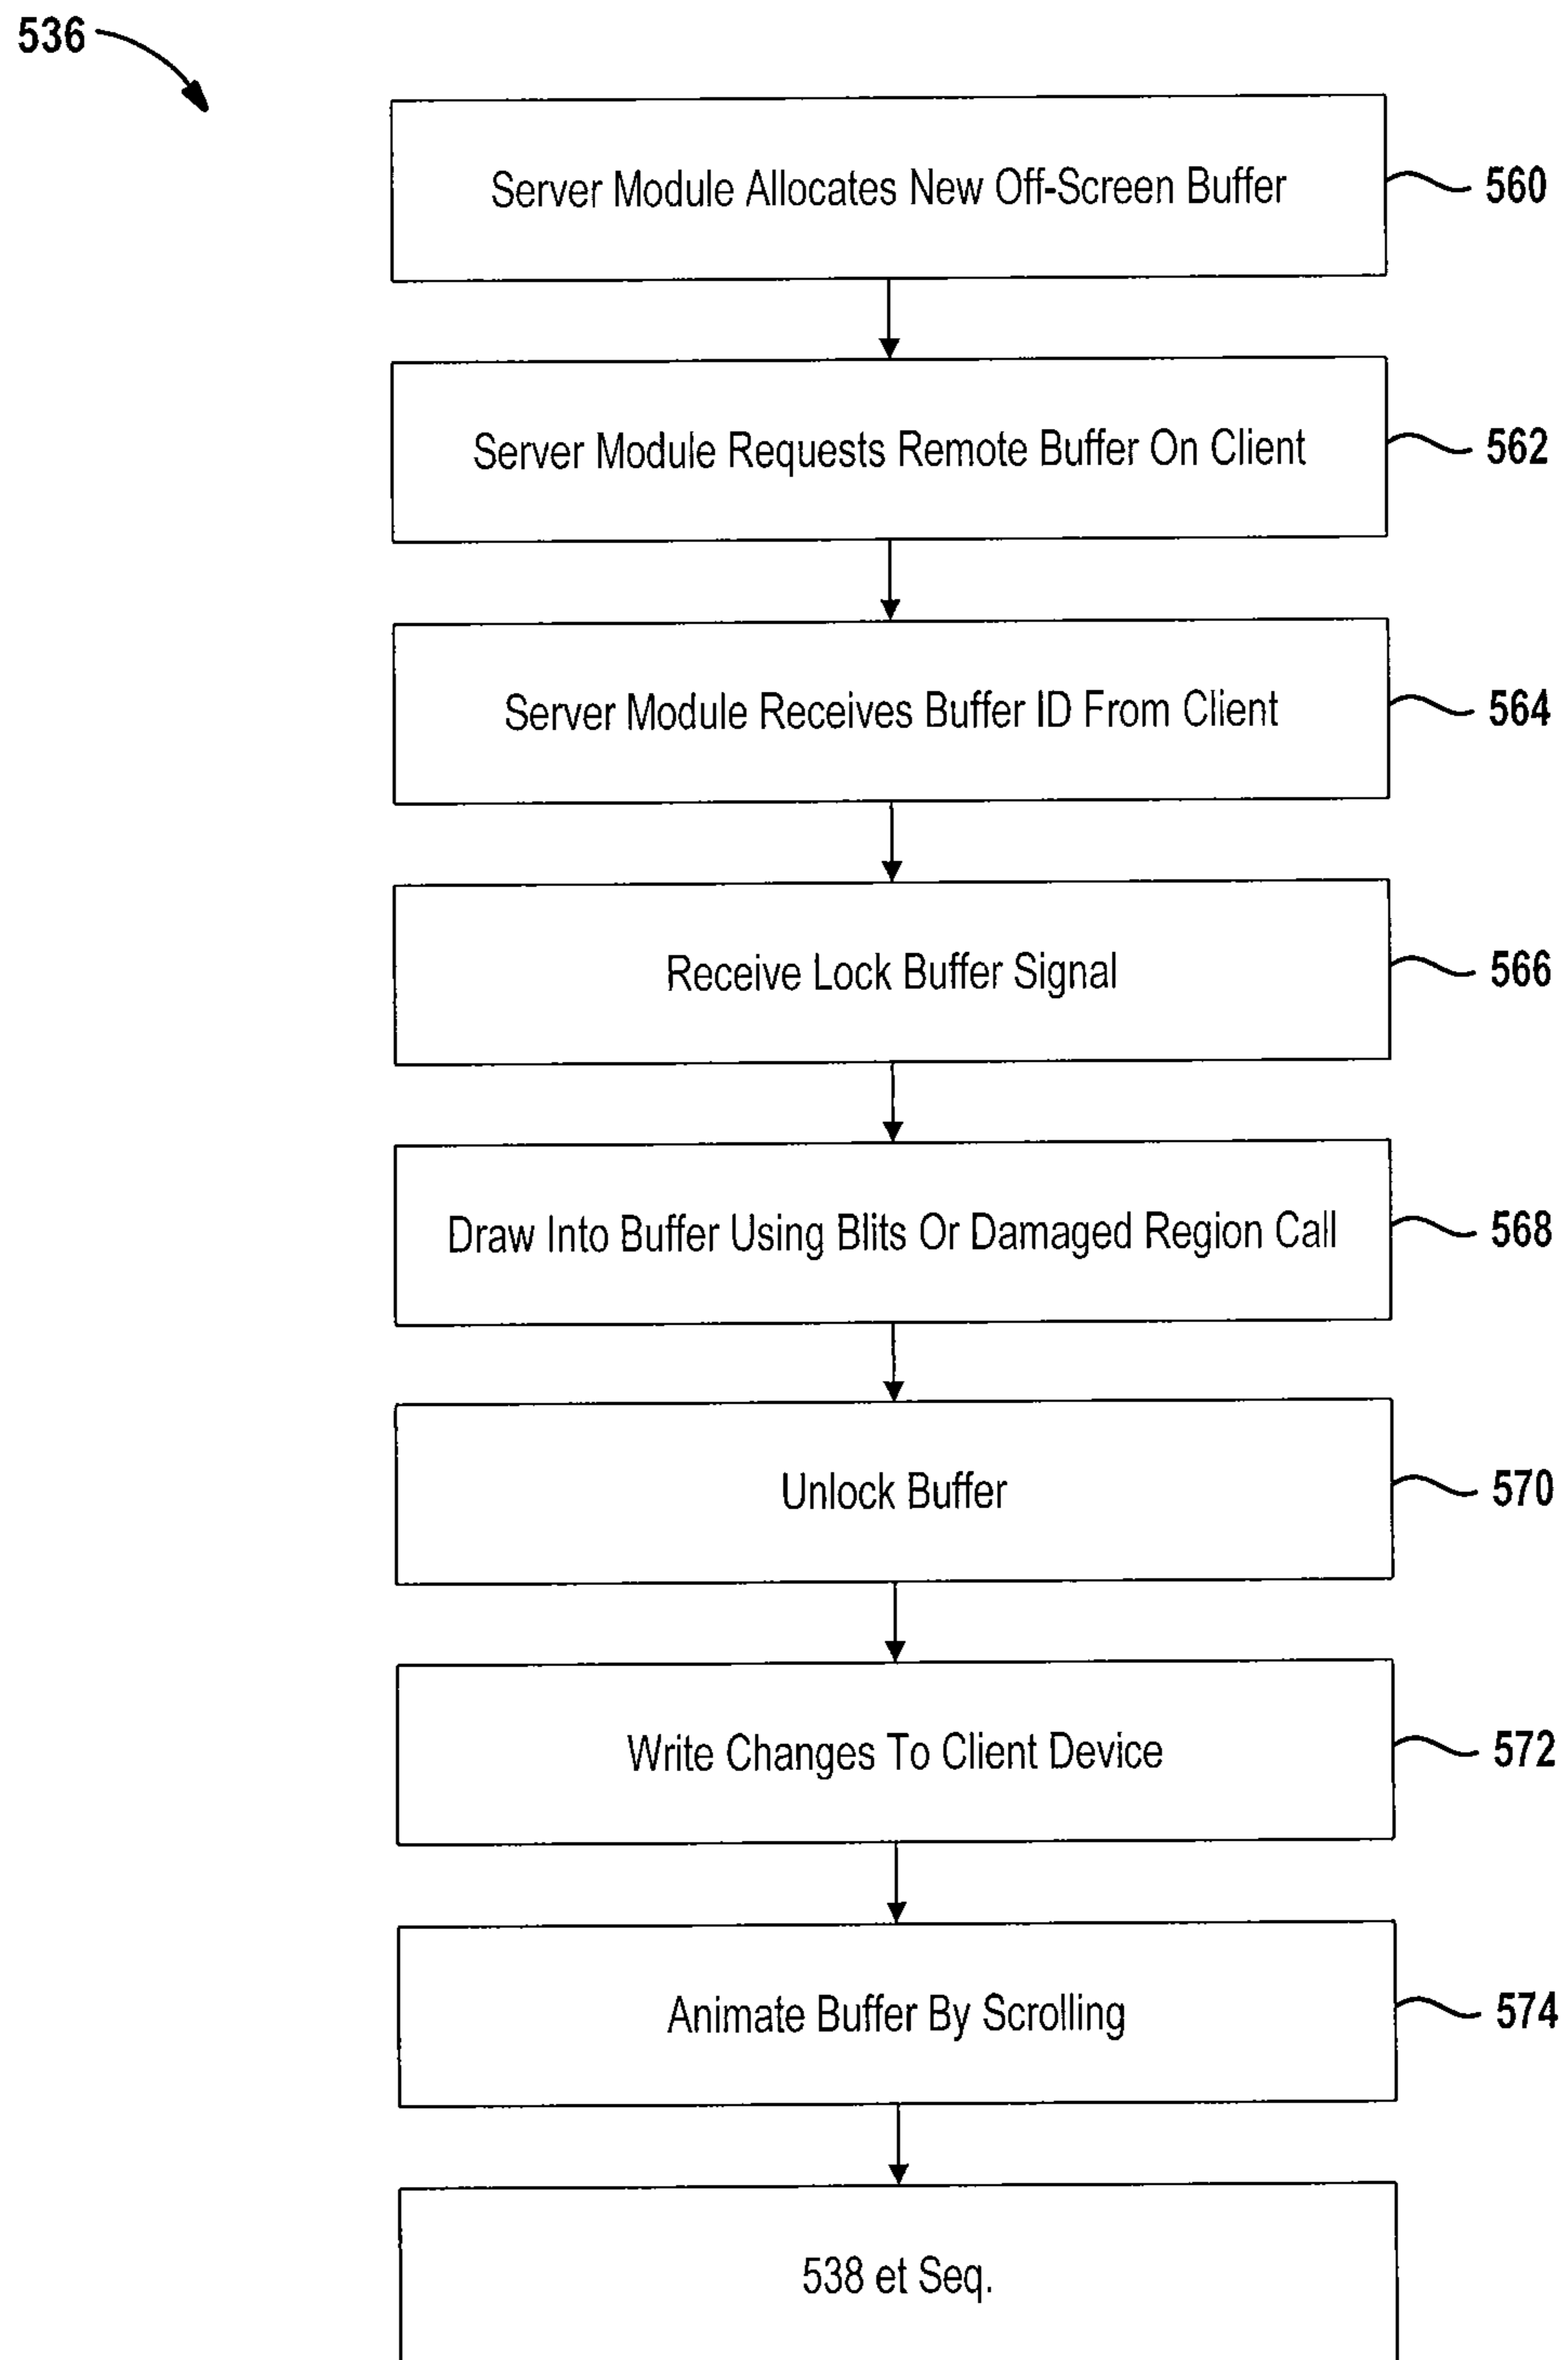 536
Server Module Allocates New Off-Screen Buffer
560
Server Module Requests Remote Buffer On Client
562
Server Module Receives Buffer ID From Client
564
Receive Lock Buffer Signal
566
Draw Into Buffer Using Blits Or Damaged Region Call
568
Unlock Buffer
570
Write Changes To Client Device
572
Animate Buffer By Scrolling
574
538 et Seq.